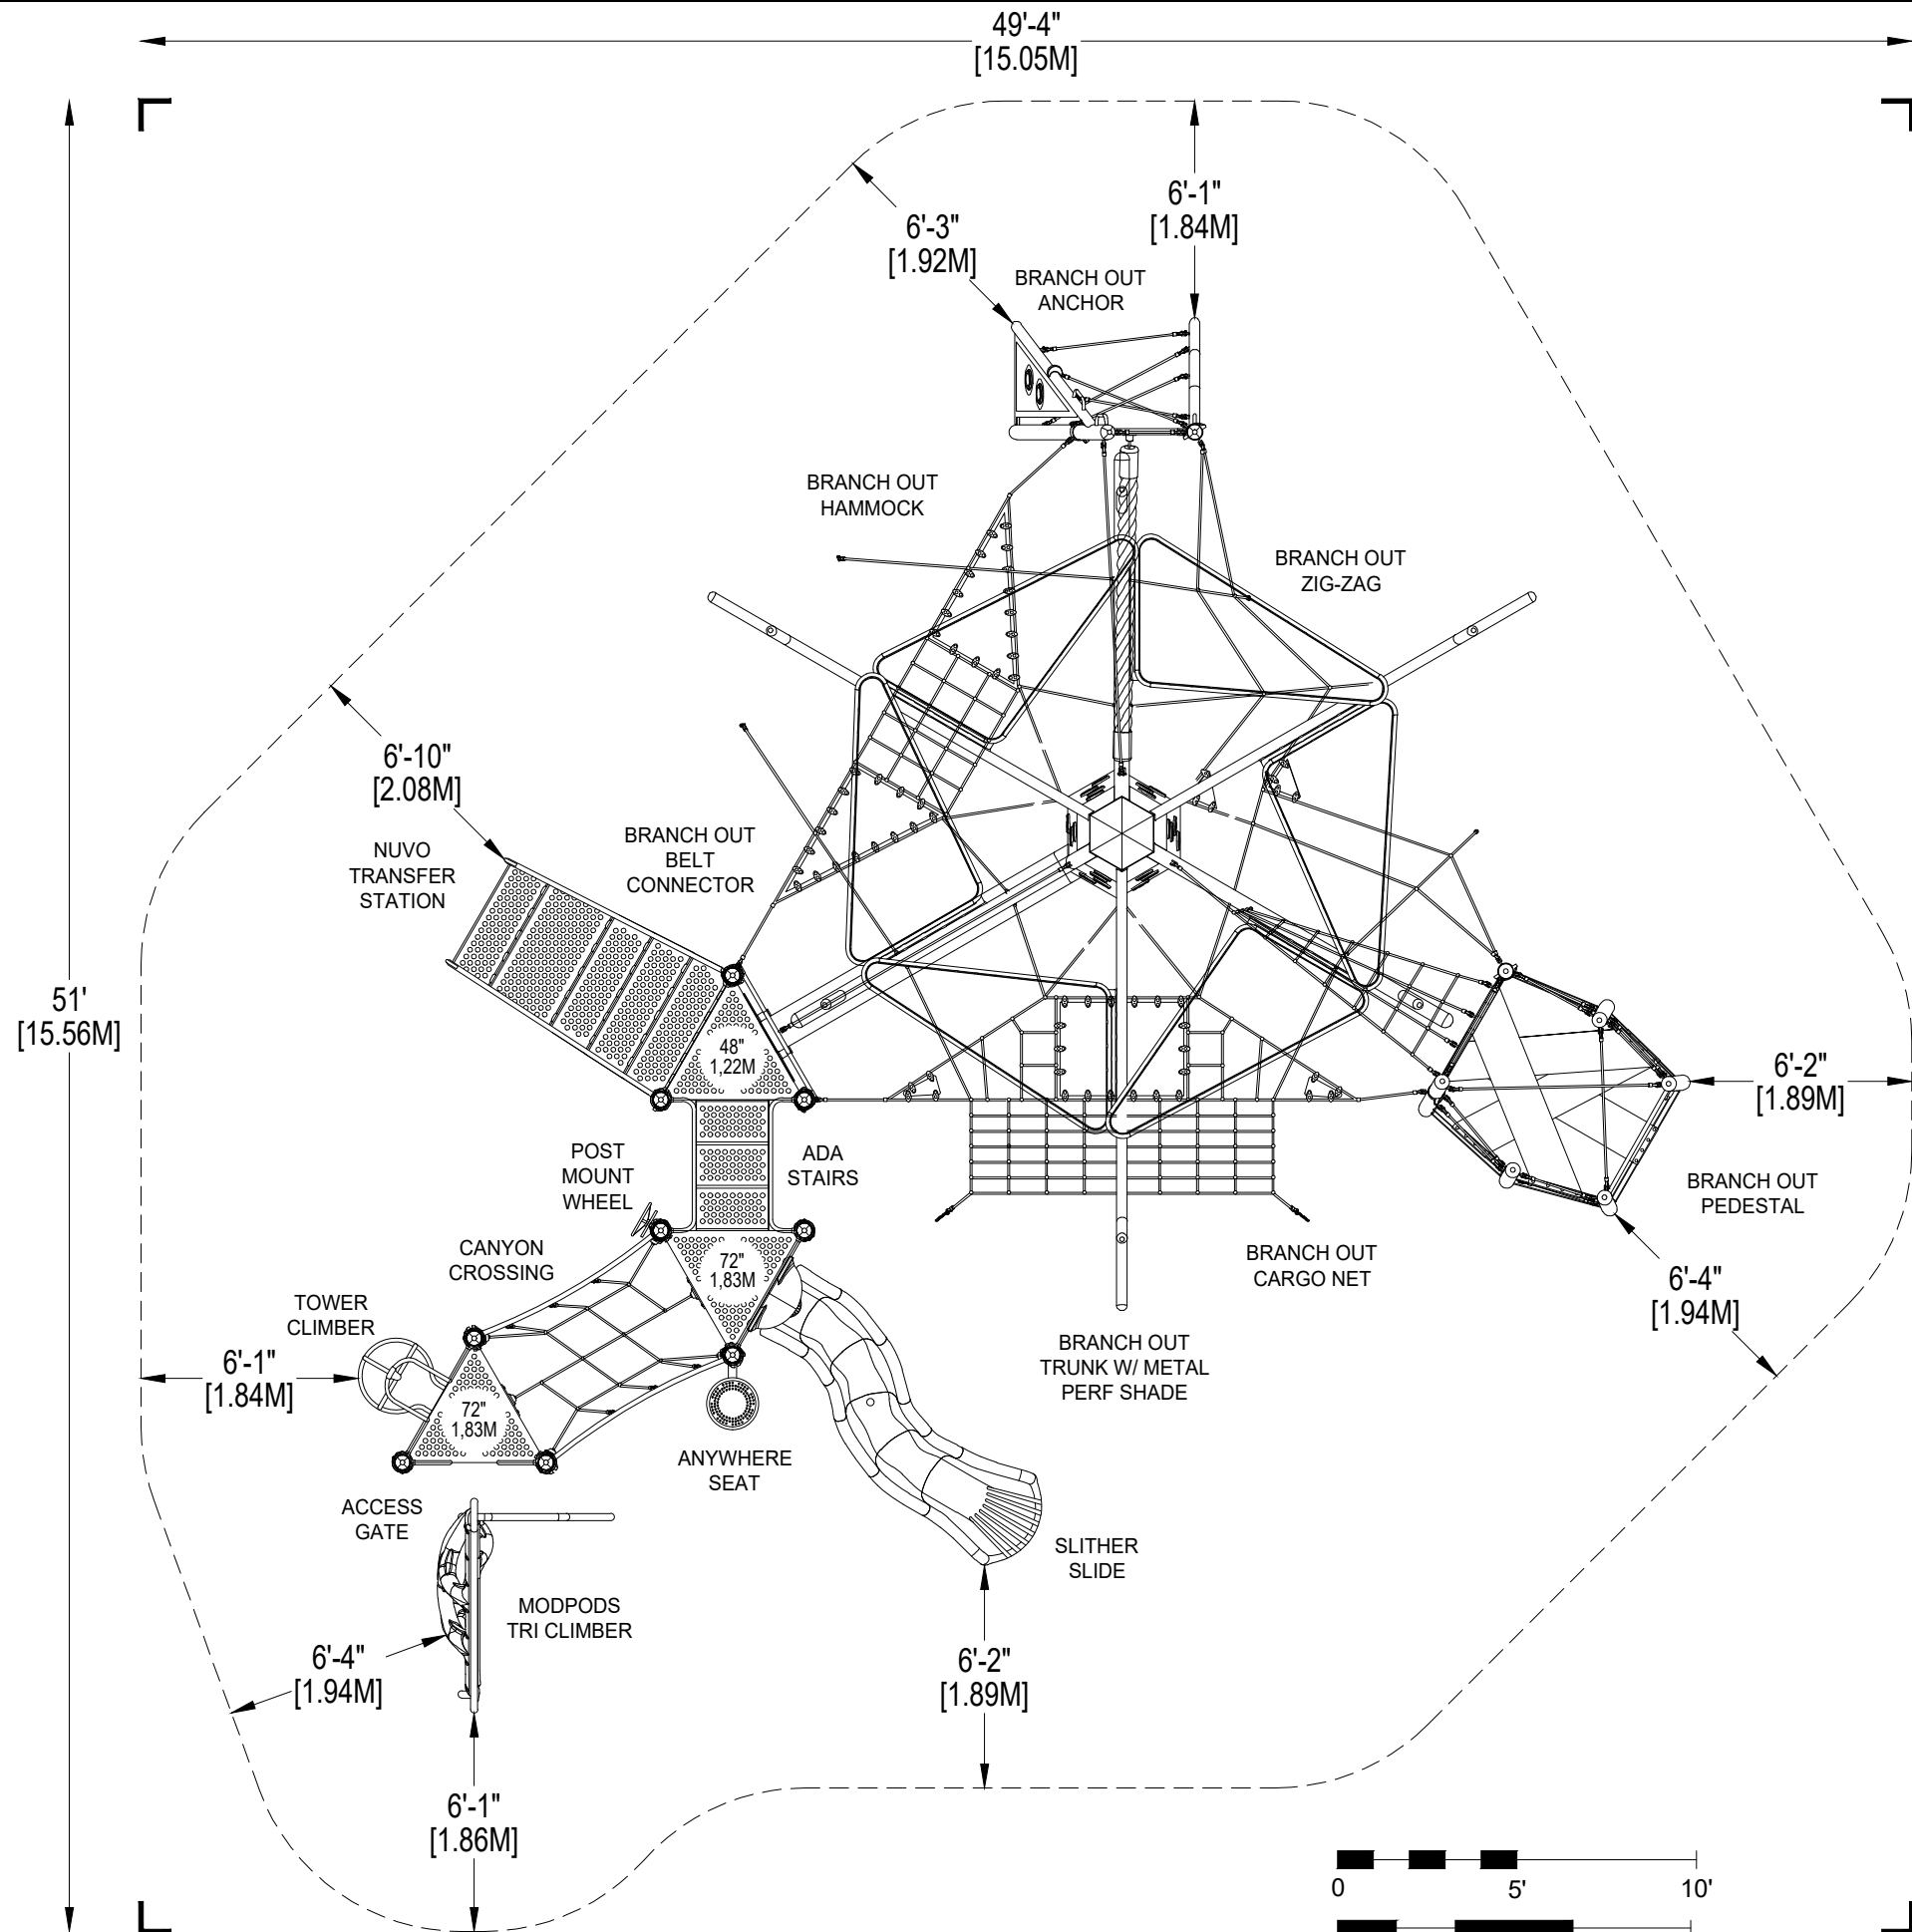 49'-4"
[15.05M]
6'-1"
[1.84M]
6'-3"
[1.92M]
BRANCH OUT
ANCHOR
BRANCH OUT
HAMMOCK
BRANCH OUT
ZIG-ZAG
6'-10"
[2.08M]
NUVO
TRANSFER
STATION
BRANCH OUT
BELT
CONNECTOR
51'
[15.56M]
48"
1,22M
6'-2"
[1.89M]
POST
MOUNT
WHEEL
ADA
STAIRS
BRANCH OUT
PEDESTAL
CANYON
CROSSING
72"
1,83M
BRANCH OUT
CARGO NET
6'-4"
[1.94M]
TOWER
CLIMBER
6'-1"
[1.84M]
BRANCH OUT
TRUNK W/ METAL
PERF SHADE
72"
1,83M
ANYWHERE
SEAT
ACCESS
GATE
SLITHER
SLIDE
MODPODS
TRI CLIMBER
6'-4"
[1.94M]
6'-2"
[1.89M]
6'-1"
[1.86M]
0 5' 10'